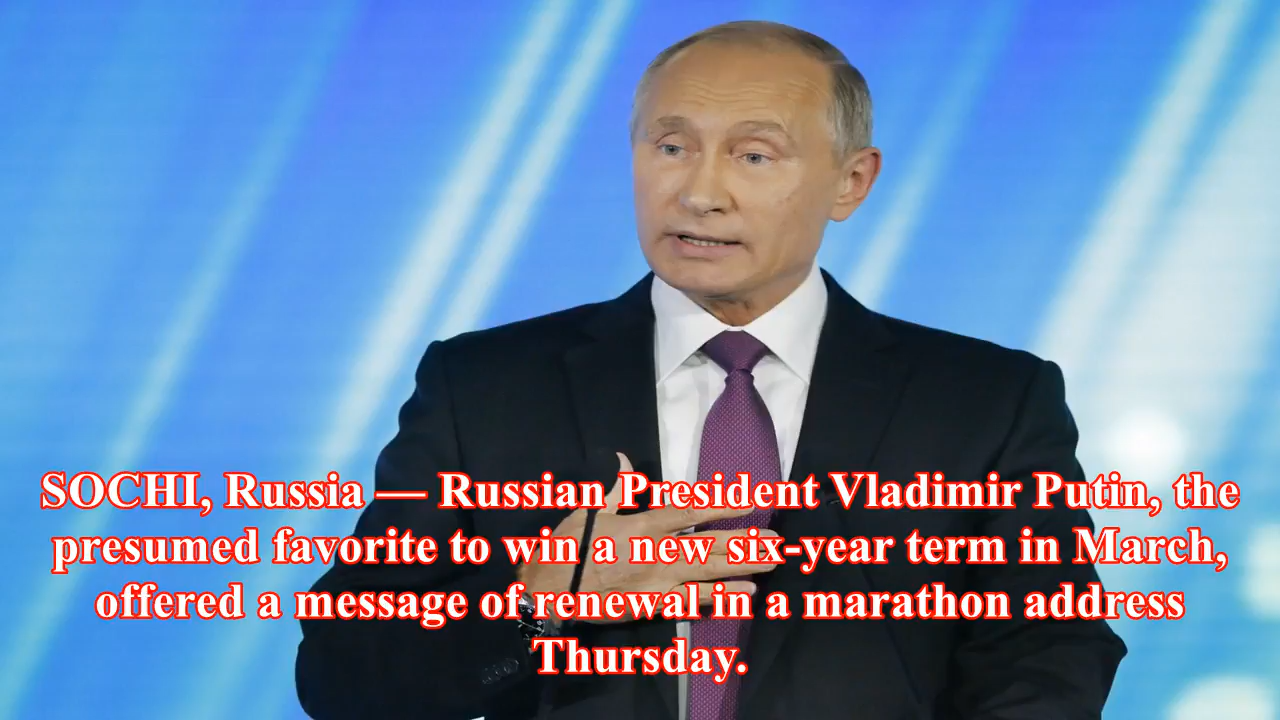 SOCHI, Russia — Russian President Vladimir Putin, the
presumed favorite to win a new six-year term in March,
offered a message of renewal in a marathon address
Thursday.